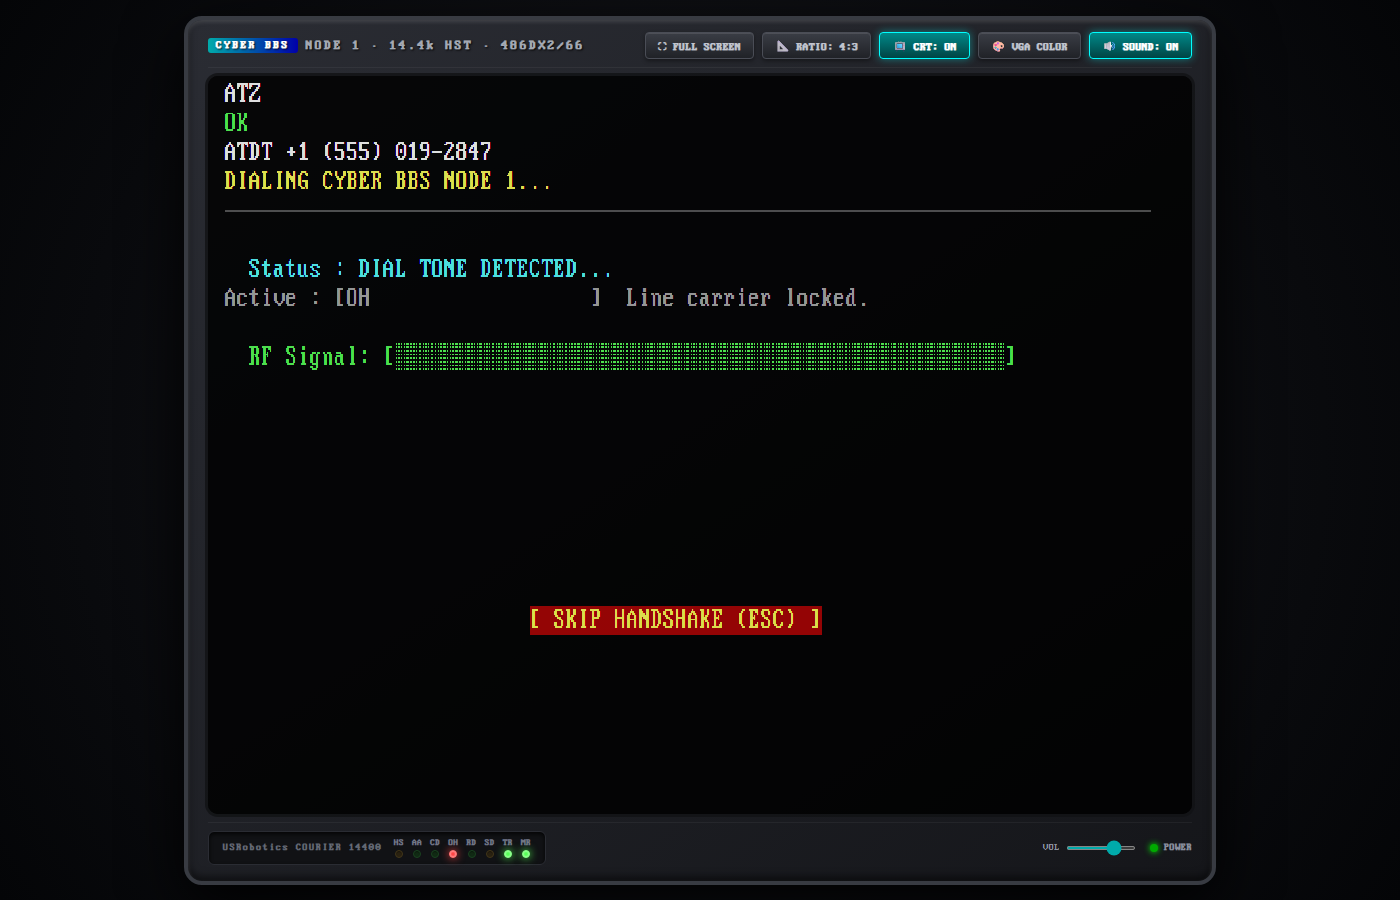 CYBER BBS NODE 1 · 14.4k HST · 486DX2/66 FULL SCREEN RATIO: 4:3 CRT: ON VGA COLOR SOUND: ON
ATZ
OK
ATDT +1 (555) 019-2847
DIALING CYBER BBS NODE 1...
Status : DIAL TONE DETECTED...
Active : [OH ] Line carrier locked.
RF Signal: [░░░░░░░░░░░░░░░░░░░░░░░░░░░░░░░░░░░░░░░░░░░░░░░░░░]
[ SKIP HANDSHAKE (ESC) ]
USRobotics COURIER 14400 HS AA CD OH RD SD TR MR VOL POWER